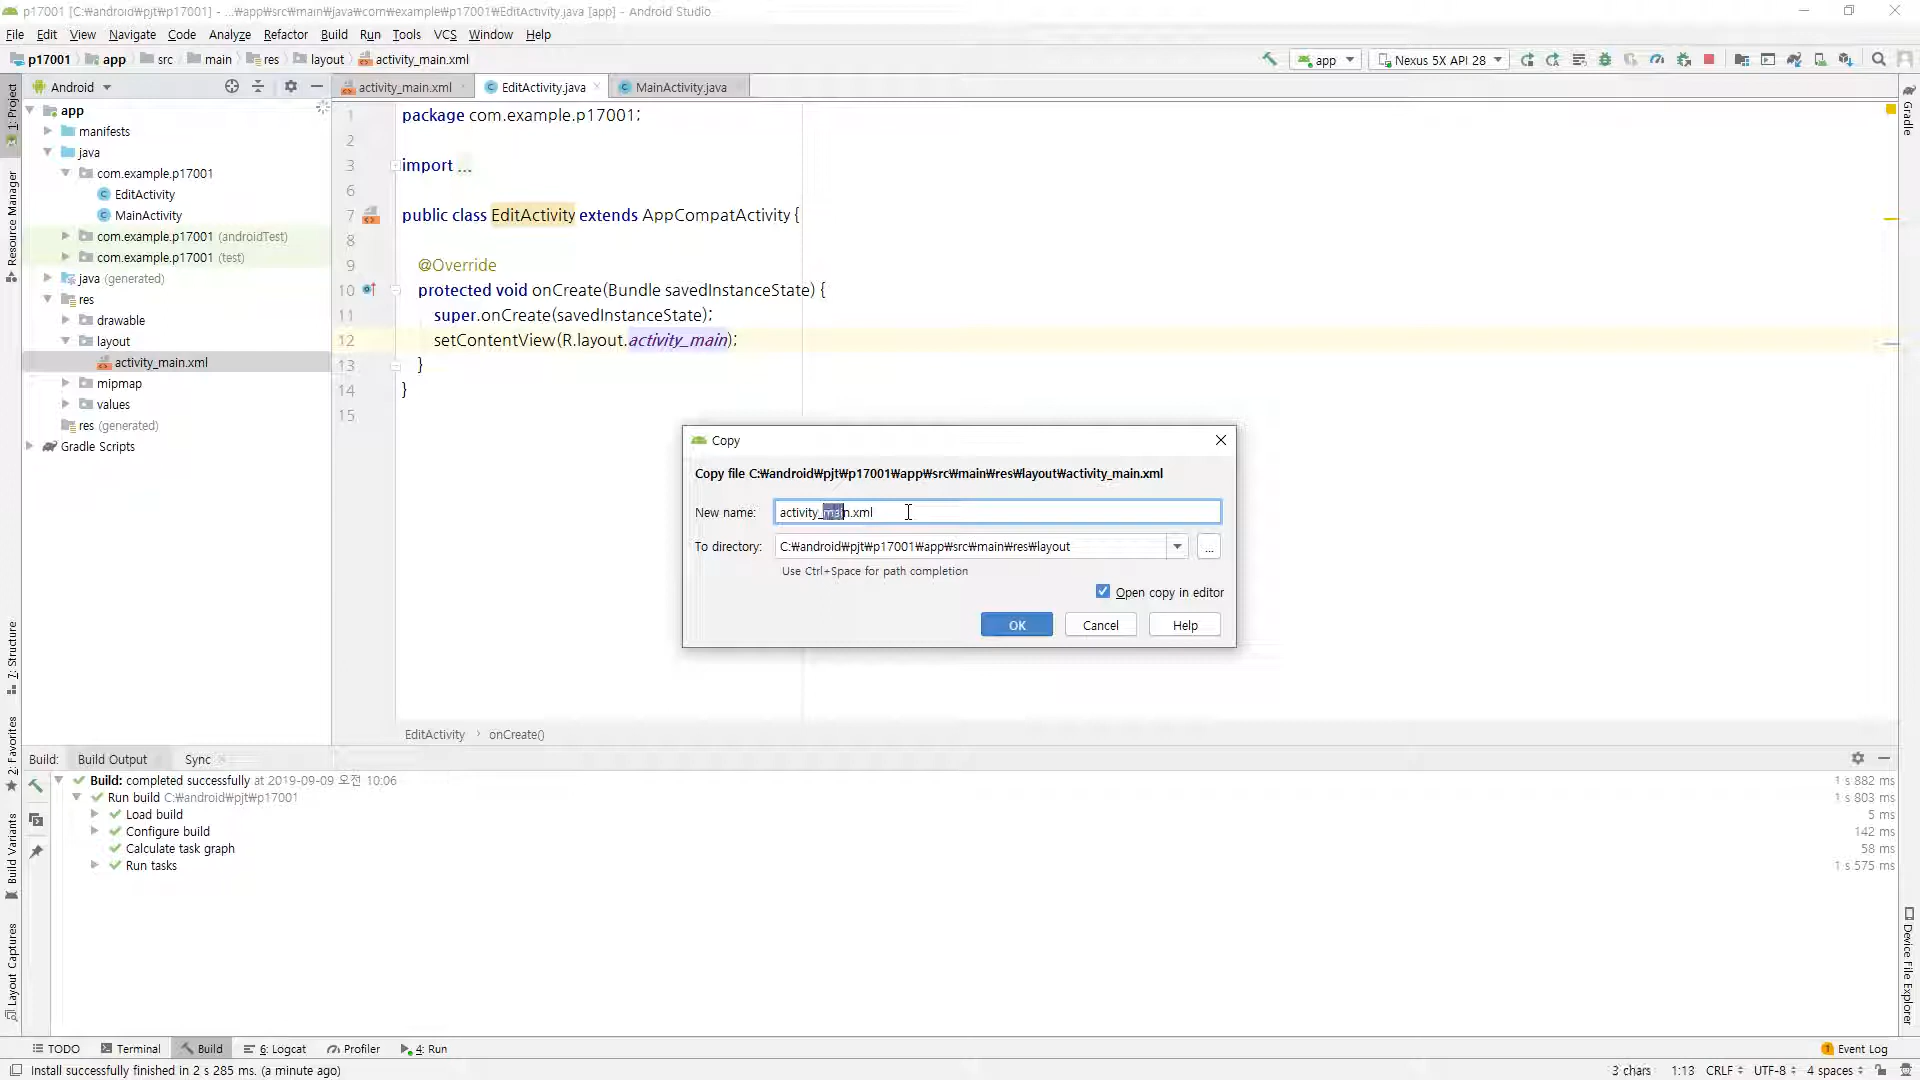 p17001 [C:₩android₩pjt₩p17001] - ...₩app₩src₩main₩java₩com₩example₩p17001₩EditActivity.java [app] - Android Studio
File Edit View Navigate Code Analyze Refactor Build Run Tools VCS Window Help
p17001 app src main res layout activity_main.xml app Nexus 5X API 28
Android
activity_main.xml EditActivity.java MainActivity.java
1: Project
Resource Manager
7: Structure
2: Favorites
Build Variants
Layout Captures
app
manifests
java
com.example.p17001
EditActivity
MainActivity
com.example.p17001 (androidTest)
com.example.p17001 (test)
java (generated)
res
drawable
layout
activity_main.xml
mipmap
values
res (generated)
Gradle Scripts
1 package com.example.p17001;
2
3 import ...
6
7 public class EditActivity extends AppCompatActivity {
8
9 @Override
10 protected void onCreate(Bundle savedInstanceState) {
11 super.onCreate(savedInstanceState);
12 setContentView(R.layout.activity_main);
13 }
14 }
15
EditActivity › onCreate()
Copy
Copy file C:₩android₩pjt₩p17001₩app₩src₩main₩res₩layout₩activity_main.xml
New name: activity_main.xml
To directory: C:₩android₩pjt₩p17001₩app₩src₩main₩res₩layout ...
Use Ctrl+Space for path completion
Open copy in editor
OK Cancel Help
Gradle
Device File Explorer
Build: Build Output Sync
Build: completed successfully at 2019-09-09 오전 10:06 1 s 882 ms
Run build C:₩android₩pjt₩p17001 1 s 803 ms
Load build 5 ms
Configure build 142 ms
Calculate task graph 58 ms
Run tasks 1 s 575 ms
TODO Terminal Build 6: Logcat Profiler 4: Run 1 Event Log
Install successfully finished in 2 s 285 ms. (a minute ago) 3 chars 1:13 CRLF UTF-8 4 spaces